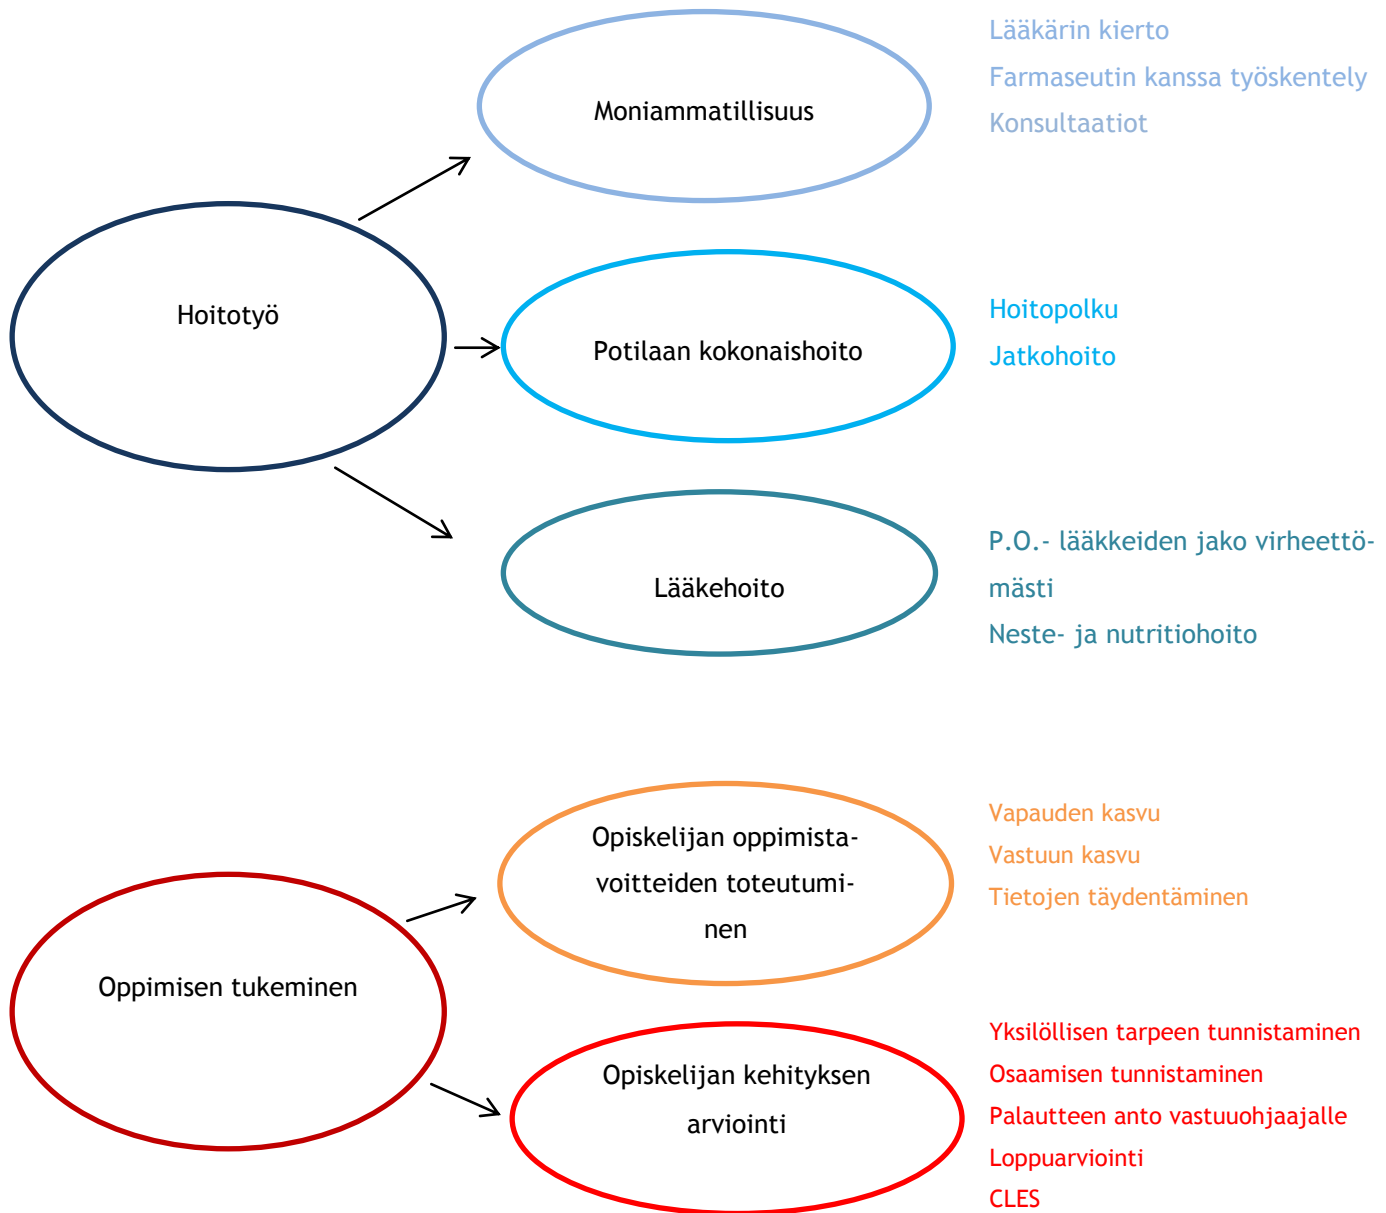 Lääkärin kierto
Farmaseutin kanssa työskentely
Konsultaatiot
Moniammatillisuus
Hoitotyö
Potilaan kokonaishoito
Hoitopolku
Jatkohoito
Lääkehoito
P.O.- lääkkeiden jako virheettö-
mästi
Neste- ja nutritiohoito
Oppimisen tukeminen
Opiskelijan oppimista-
voitteiden toteutumi-
nen
Vapauden kasvu
Vastuun kasvu
Tietojen täydentäminen
Opiskelijan kehityksen
arviointi
Yksilöllisen tarpeen tunnistaminen
Osaamisen tunnistaminen
Palautteen anto vastuuohjaajalle
Loppuarviointi
CLES